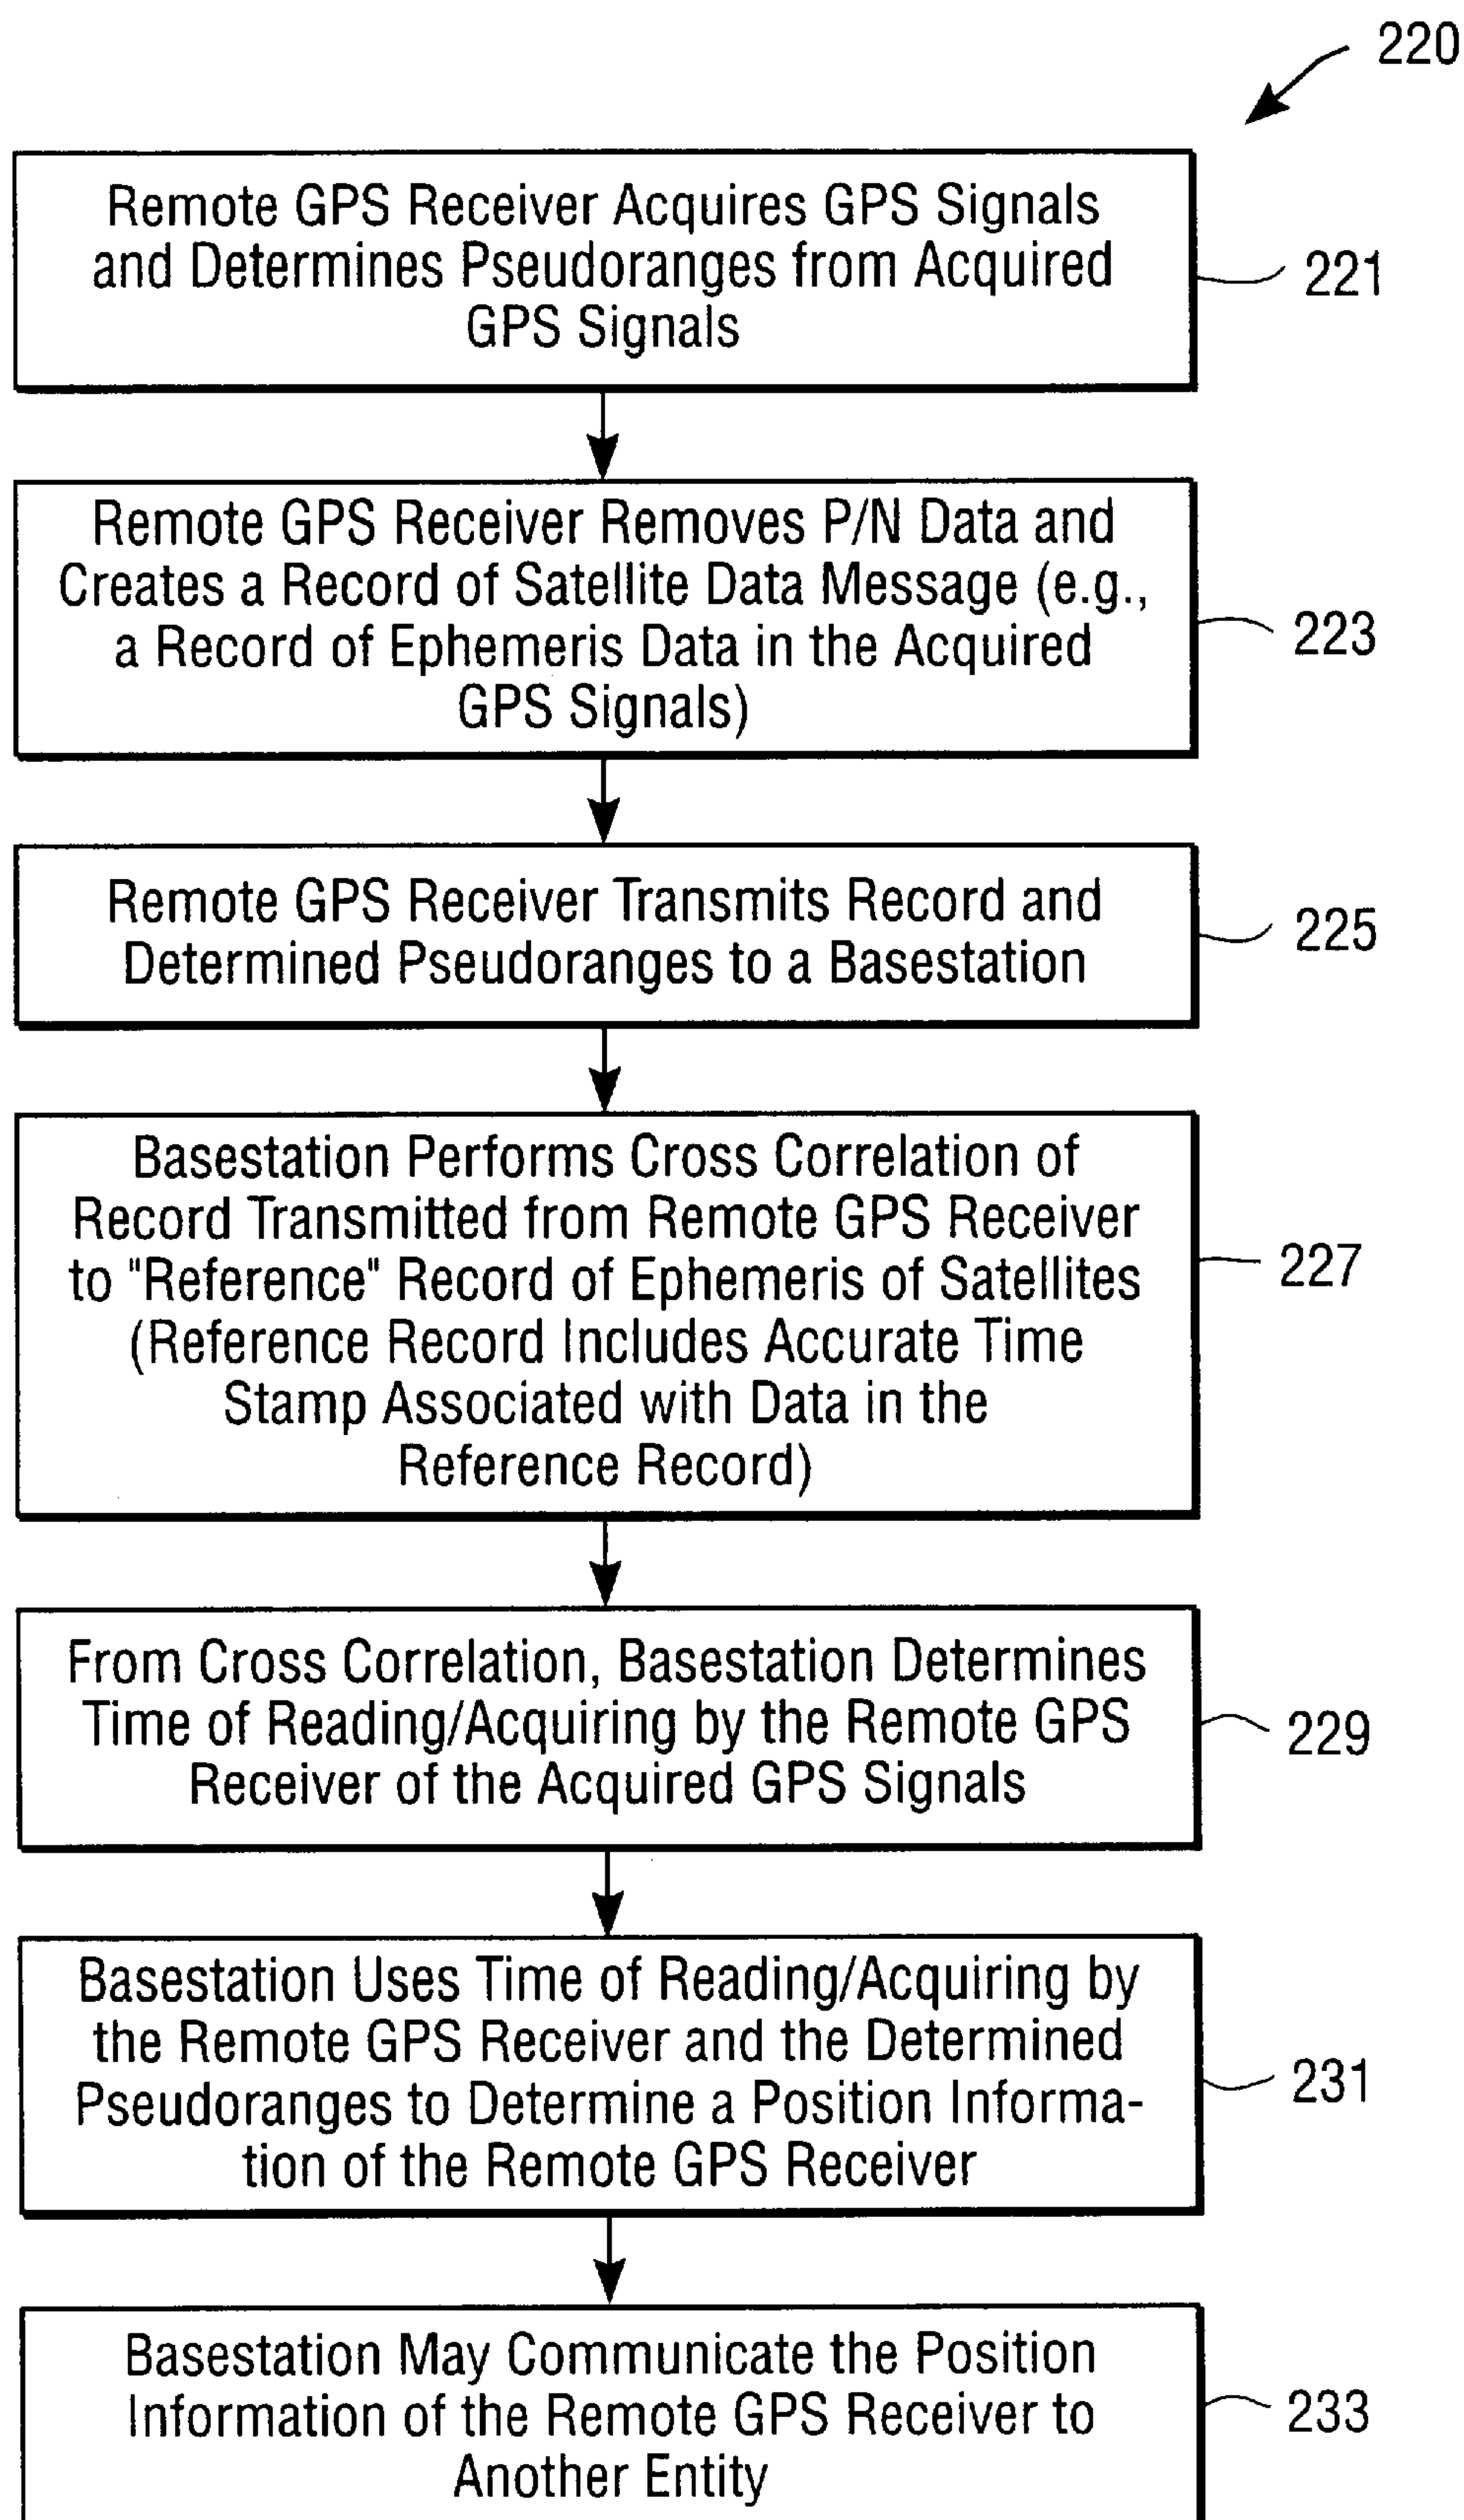 220
Remote GPS Receiver Acquires GPS Signals
and Determines Pseudoranges from Acquired
GPS Signals
221
Remote GPS Receiver Removes P/N Data and
Creates a Record of Satellite Data Message (e.g.,
a Record of Ephemeris Data in the Acquired
GPS Signals)
223
Remote GPS Receiver Transmits Record and
Determined Pseudoranges to a Basestation
225
Basestation Performs Cross Correlation of
Record Transmitted from Remote GPS Receiver
to "Reference" Record of Ephemeris of Satellites
(Reference Record Includes Accurate Time
Stamp Associated with Data in the
Reference Record)
227
From Cross Correlation, Basestation Determines
Time of Reading/Acquiring by the Remote GPS
Receiver of the Acquired GPS Signals
229
Basestation Uses Time of Reading/Acquiring by
the Remote GPS Receiver and the Determined
Pseudoranges to Determine a Position Informa-
tion of the Remote GPS Receiver
231
Basestation May Communicate the Position
Information of the Remote GPS Receiver to
Another Entity
233